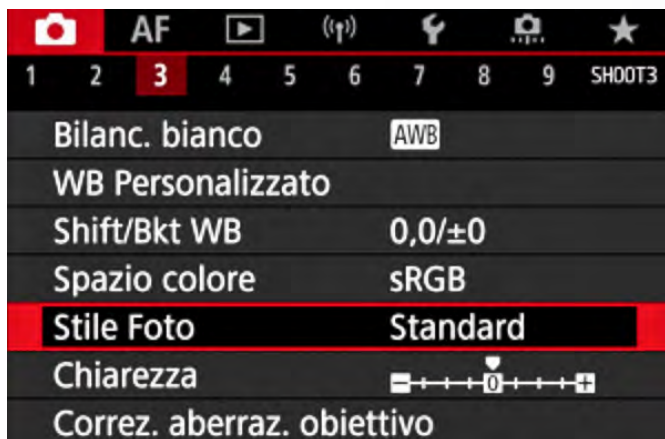 AF
1 2 3 4 5 6 7 8 9 SHOOT3
Bilanc. bianco AWB
WB Personalizzato
Shift/Bkt WB 0,0/±0
Spazio colore sRGB
Stile Foto Standard
Chiarezza 0
Correz. aberraz. obiettivo